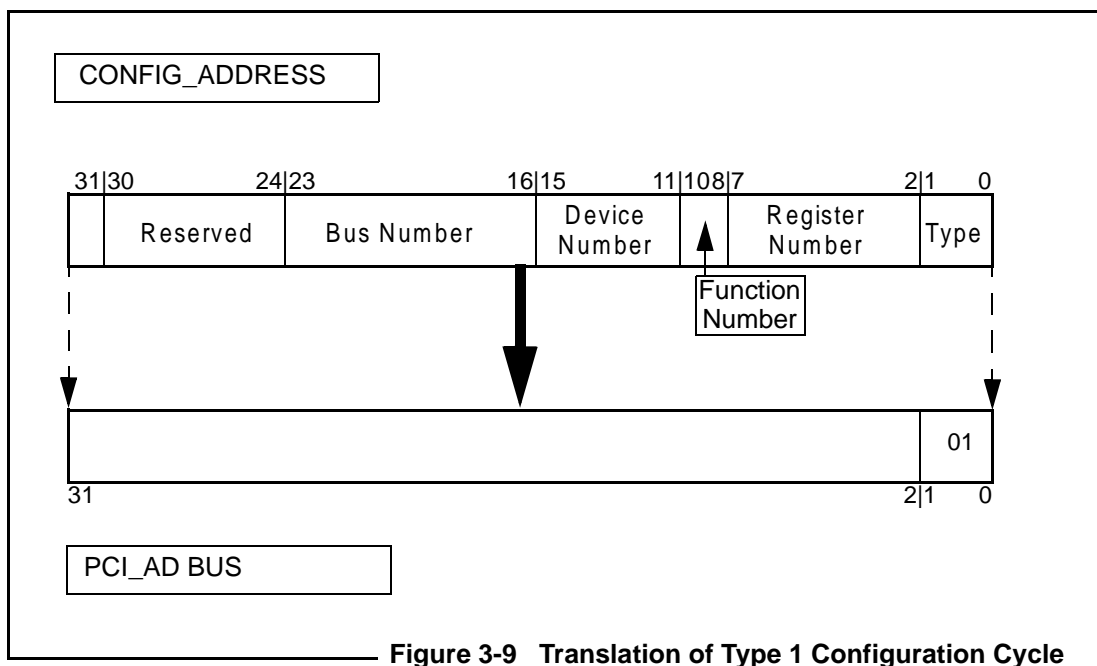 CONFIG_ADDRESS
31|30 24|23 16|15 11|108|7 2|1 0
Reserved Bus Number Device Number Register Number Type
Function Number
01
31 2|1 0
PCI_AD BUS
Figure 3-9 Translation of Type 1 Configuration Cycle